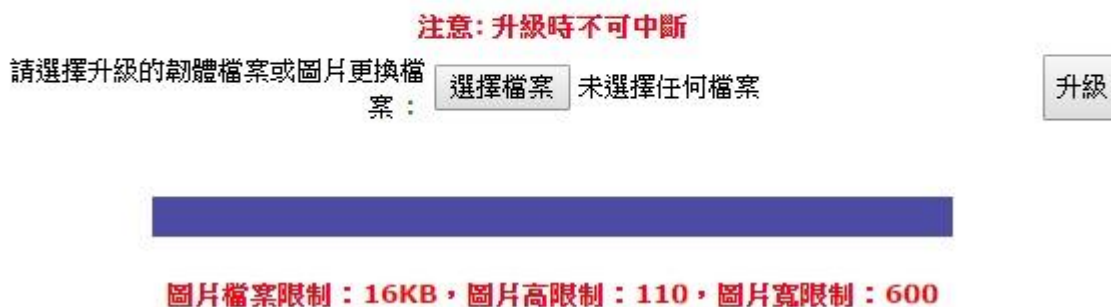 注意: 升級時不可中斷
請選擇升級的韌體檔案或圖片更換檔
案：
選擇檔案 未選擇任何檔案
升級
圖片檔案限制：16KB，圖片高限制：110，圖片寬限制：600